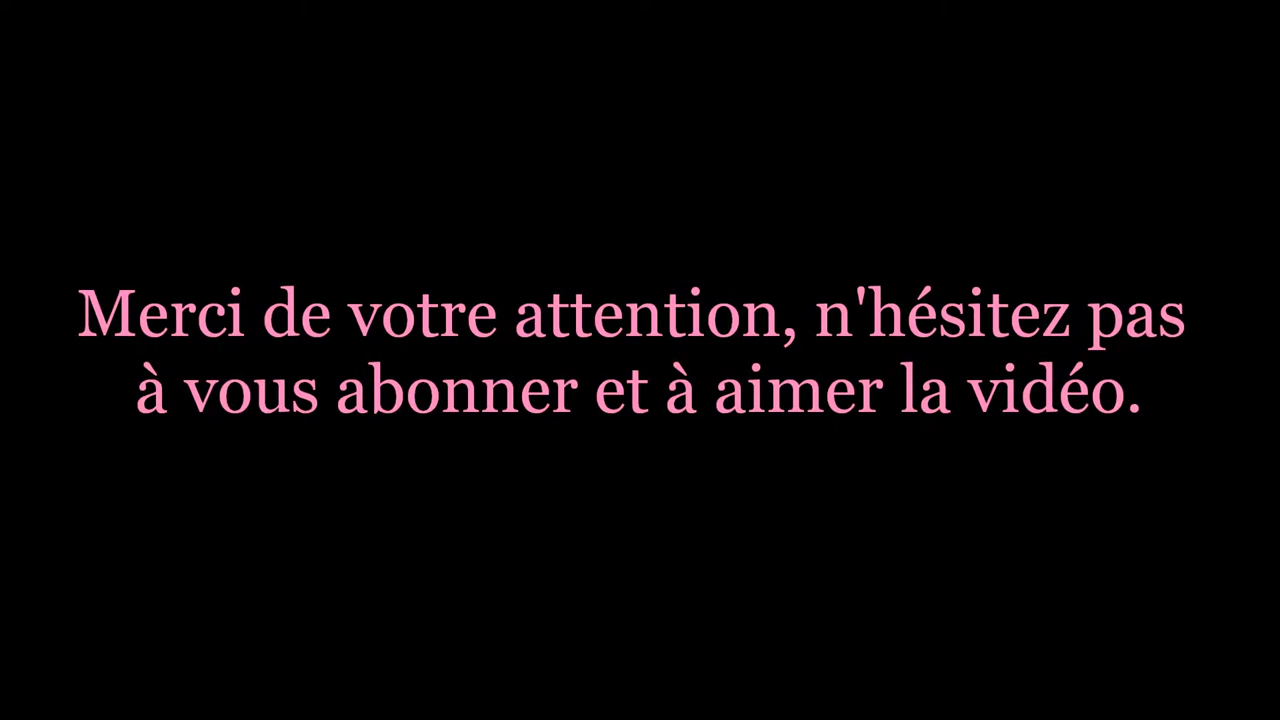 Merci de votre attention, n'hésitez pas
à vous abonner et à aimer la vidéo.